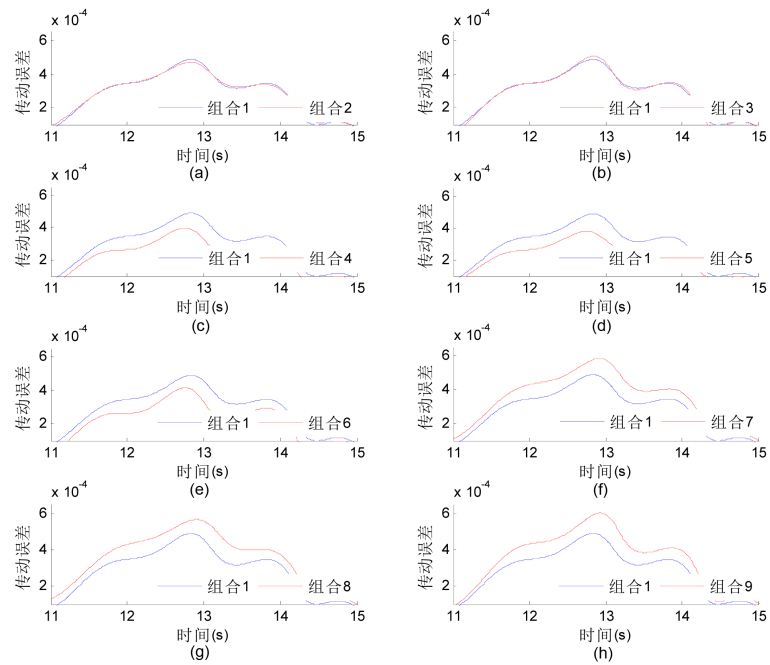 x 10-4 x 10-4
传动误差 6 4 2 组合1 组合2 传动误差 6 4 2 组合1 组合3
11 12 13 14 15 11 12 13 14 15
时间(s) 时间(s)
(a) (b)
x 10-4 x 10-4
传动误差 6 4 2 组合1 组合4 传动误差 6 4 2 组合1 组合5
11 12 13 14 15 11 12 13 14 15
时间(s) 时间(s)
(c) (d)
x 10-4 x 10-4
传动误差 6 4 2 组合1 组合6 传动误差 6 4 2 组合1 组合7
11 12 13 14 15 11 12 13 14 15
时间(s) 时间(s)
(e) (f)
x 10-4 x 10-4
传动误差 6 4 2 组合1 组合8 传动误差 6 4 2 组合1 组合9
11 12 13 14 15 11 12 13 14 15
时间(s) 时间(s)
(g) (h)